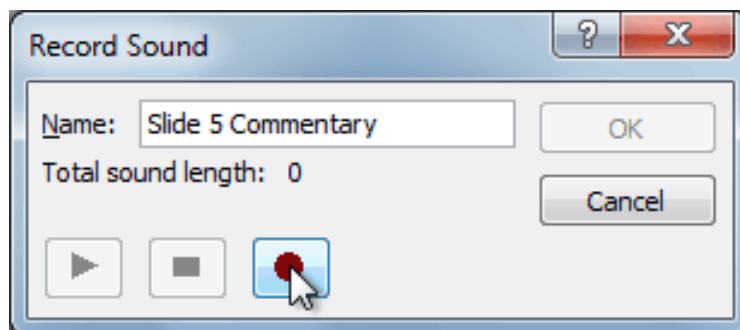 Record Sound
?
Name: Slide 5 Commentary
OK
Total sound length: 0
Cancel